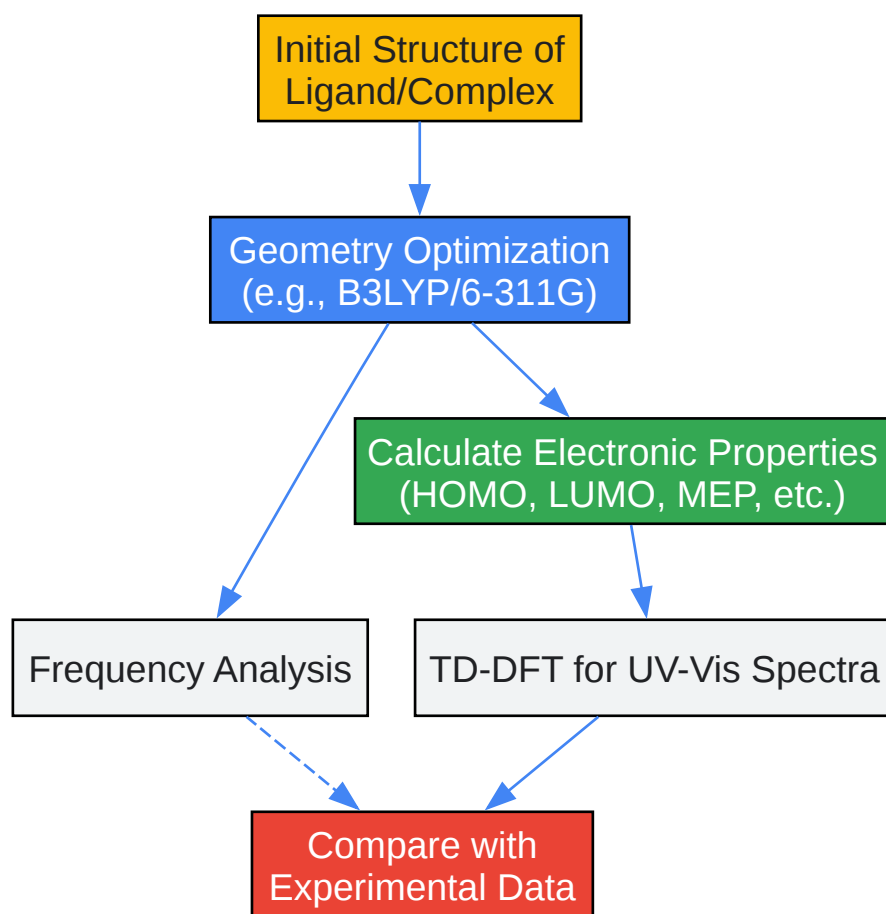 Initial Structure of
Ligand/Complex
Geometry Optimization
(e.g., B3LYP/6-311G)
Calculate Electronic Properties
(HOMO, LUMO, MEP, etc.)
Frequency Analysis
TD-DFT for UV-Vis Spectra
Compare with
Experimental Data